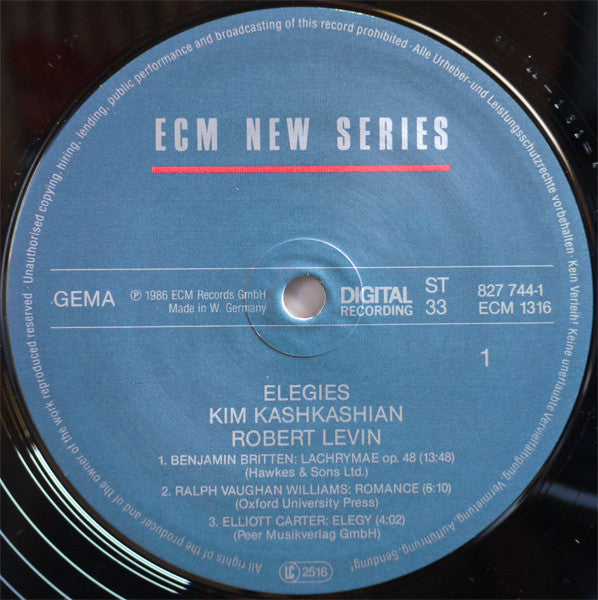 All rights of the producer and of the owner of the work reproduced reserved · Unauthorised copying, hiring, lending, public performance and broadcasting of this record prohibited · Alle Urheber- und Leistungsschutzrechte vorbehalten · Kein Verleih! Keine unerlaubte Vervielfältigung, Vermietung, Aufführung, Sendung!
ECM NEW SERIES
GEMA
℗ 1986 ECM Records GmbH
Made in W. Germany
DIGITAL
RECORDING
ST
33
827 744-1
ECM 1316
1
ELEGIES
KIM KASHKASHIAN
ROBERT LEVIN
1. BENJAMIN BRITTEN: LACHRYMAE op. 48 (13:48)
(Hawkes & Sons Ltd.)
2. RALPH VAUGHAN WILLIAMS: ROMANCE (6:10)
(Oxford University Press)
3. ELLIOTT CARTER: ELEGY (4:02)
(Peer Musikverlag GmbH)
LC 2516